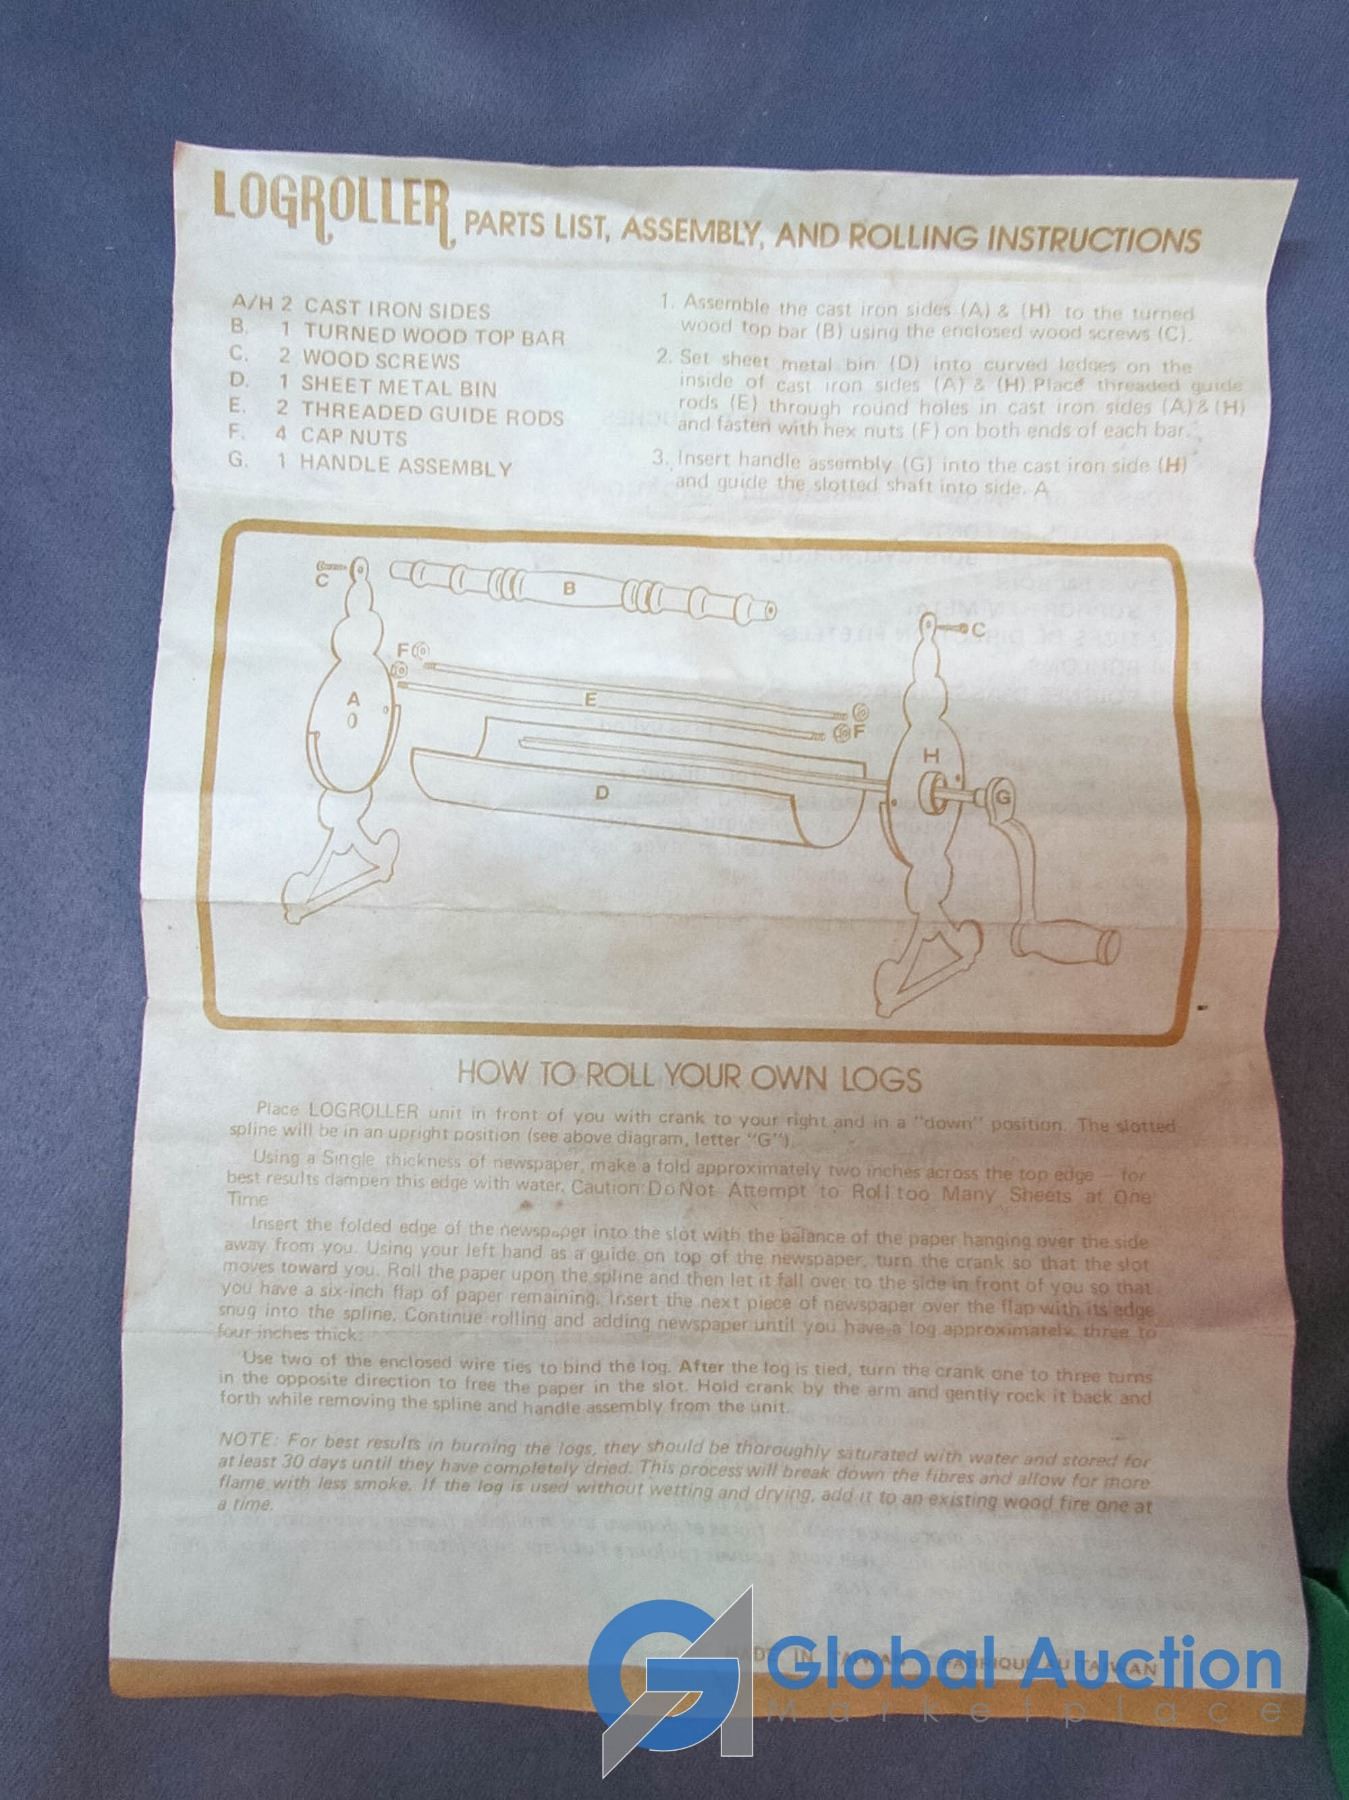 LOGROLLER PARTS LIST, ASSEMBLY, AND ROLLING INSTRUCTIONS
A/H 2 CAST IRON SIDES
B. 1 TURNED WOOD TOP BAR
C. 2 WOOD SCREWS
D. 1 SHEET METAL BIN
E. 2 THREADED GUIDE RODS
F. 4 CAP NUTS
G. 1 HANDLE ASSEMBLY
1. Assemble the cast iron sides (A) & (H) to the turned
wood top bar (B) using the enclosed wood screws (C).
2. Set sheet metal bin (D) into curved ledges on the
inside of cast iron sides (A) & (H). Place threaded guide
rods (E) through round holes in cast iron sides (A)&(H)
and fasten with hex nuts (F) on both ends of each bar.
3. Insert handle assembly (G) into the cast iron side (H)
and guide the slotted shaft into side. A
C
B
C
F
A
E
F
H
D
G
HOW TO ROLL YOUR OWN LOGS
Place LOGROLLER unit in front of you with crank to your right and in a "down" position. The slotted
spline will be in an upright position (see above diagram, letter "G").
Using a Single thickness of newspaper, make a fold approximately two inches across the top edge — for
best results dampen this edge with water. Caution: Do Not Attempt to Roll too Many Sheets at One
Time
Insert the folded edge of the newspaper into the slot with the balance of the paper hanging over the side
away from you. Using your left hand as a guide on top of the newspaper, turn the crank so that the slot
moves toward you. Roll the paper upon the spline and then let it fall over to the side in front of you so that
you have a six-inch flap of paper remaining. Insert the next piece of newspaper over the flap with its edge
snug into the spline. Continue rolling and adding newspaper until you have a log approximately three to
four inches thick.
Use two of the enclosed wire ties to bind the log. After the log is tied, turn the crank one to three turns
in the opposite direction to free the paper in the slot. Hold crank by the arm and gently rock it back and
forth while removing the spline and handle assembly from the unit.
NOTE: For best results in burning the logs, they should be thoroughly saturated with water and stored for
at least 30 days until they have completely dried. This process will break down the fibres and allow for more
flame with less smoke. If the log is used without wetting and drying, add it to an existing wood fire one at
a time.
MADE IN TAIWAN FABRIQUE AU TAIWAN
Global Auction
Marketplace